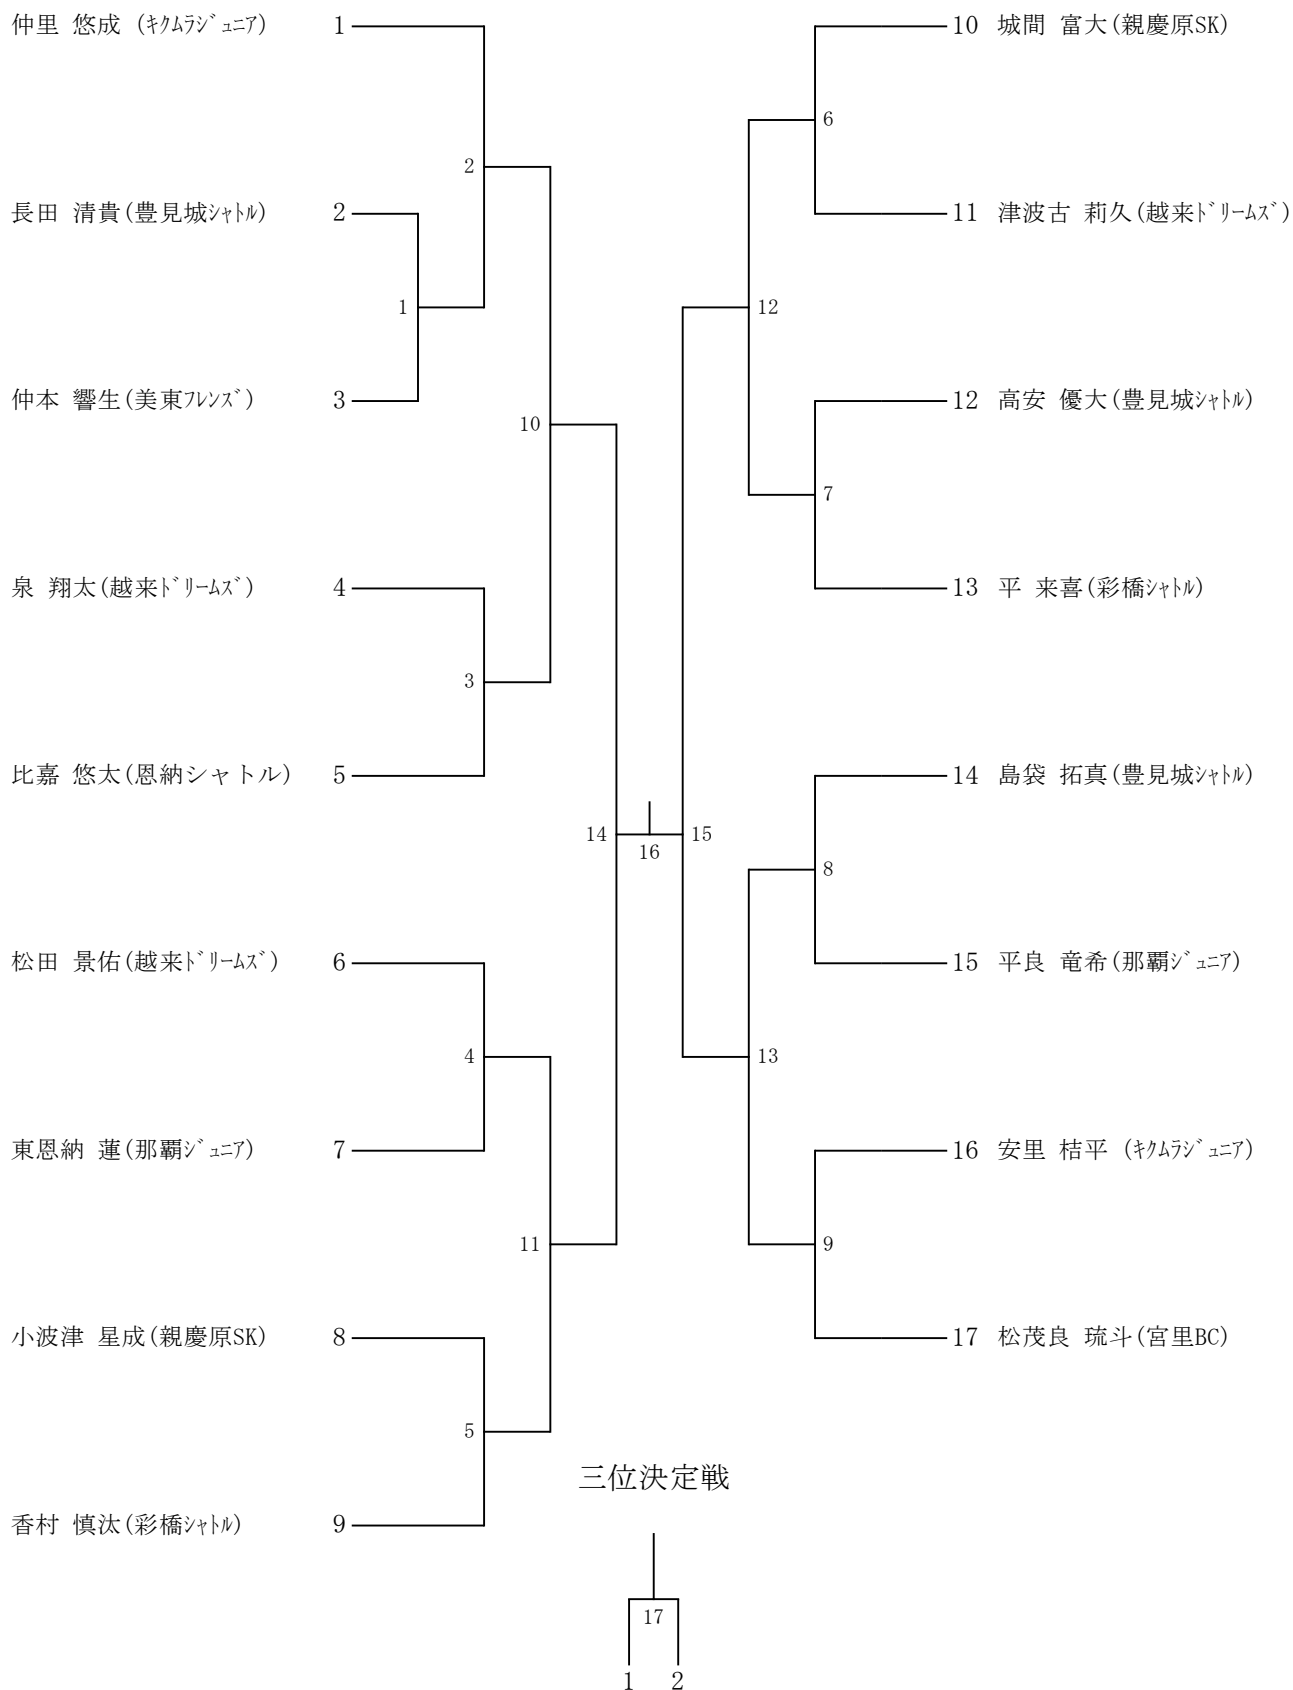 仲里 悠成 (ｷｸﾑﾗｼﾞｭﾆｱ) 1
2
長田 清貴(豊見城ｼｬﾄﾙ) 2
1
仲本 響生(美東ﾌﾚﾝｽﾞ) 3
10
泉 翔太(越来ﾄﾞﾘｰﾑｽﾞ) 4
3
比嘉 悠太(恩納シャトル) 5
14
16
松田 景佑(越来ﾄﾞﾘｰﾑｽﾞ) 6
4
東恩納 蓮(那覇ｼﾞｭﾆｱ) 7
11
小波津 星成(親慶原SK) 8
5
香村 慎汰(彩橋ｼｬﾄﾙ) 9
10 城間 富大(親慶原SK)
6
11 津波古 莉久(越来ﾄﾞﾘｰﾑｽﾞ)
12
12 高安 優大(豊見城ｼｬﾄﾙ)
7
13 平 来喜(彩橋ｼｬﾄﾙ)
15
14 島袋 拓真(豊見城ｼｬﾄﾙ)
8
15 平良 竜希(那覇ｼﾞｭﾆｱ)
13
16 安里 桔平 (ｷｸﾑﾗｼﾞｭﾆｱ)
9
17 松茂良 琉斗(宮里BC)
三位決定戦
17
1 2